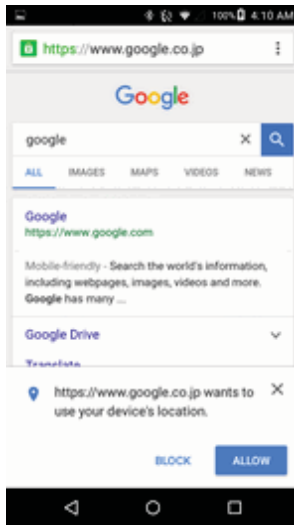 100% 4:10 AM
https://www.google.co.jp
Google
google
ALL IMAGES MAPS VIDEOS NEWS
Google
https://www.google.com
Mobile-friendly - Search the world's information,
including webpages, images, videos and more.
Google has many ...
Google Drive
Translate
https://www.google.co.jp wants to
use your device's location.
BLOCK ALLOW